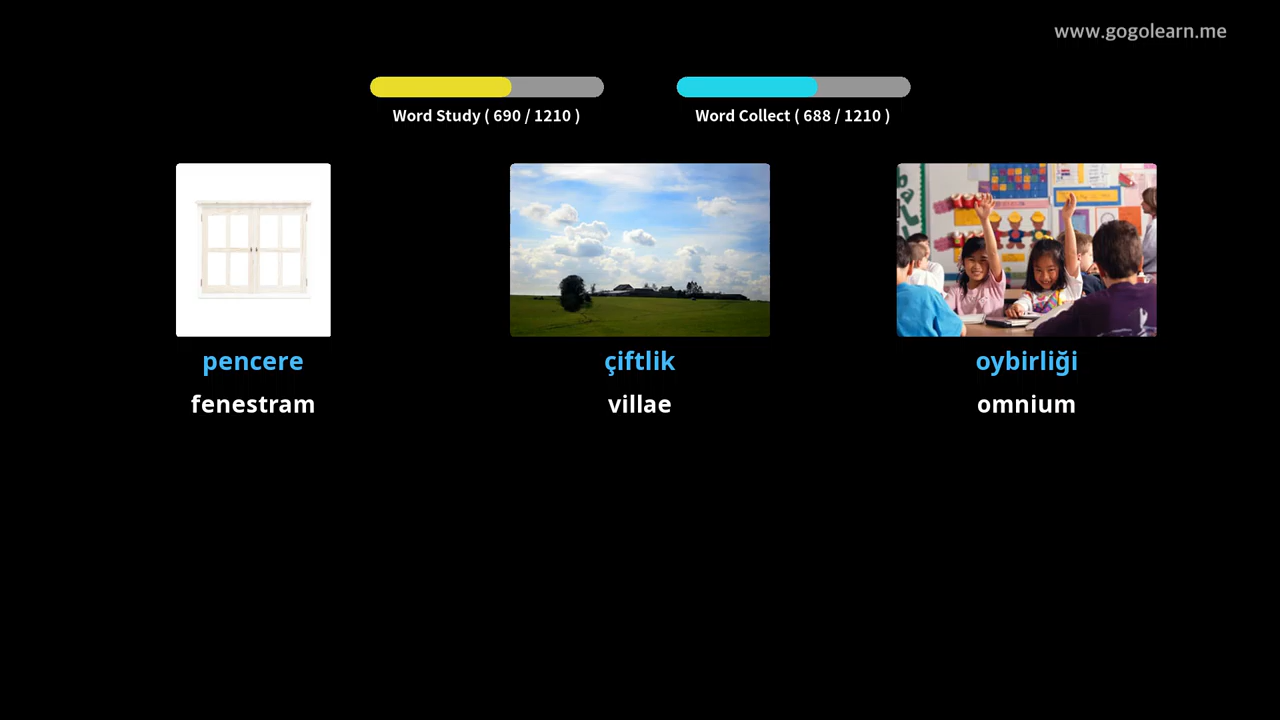 www.gogolearn.me
Word Study ( 690 / 1210 )
Word Collect ( 688 / 1210 )
pencere
çiftlik
oybirliği
fenestram
villae
omnium